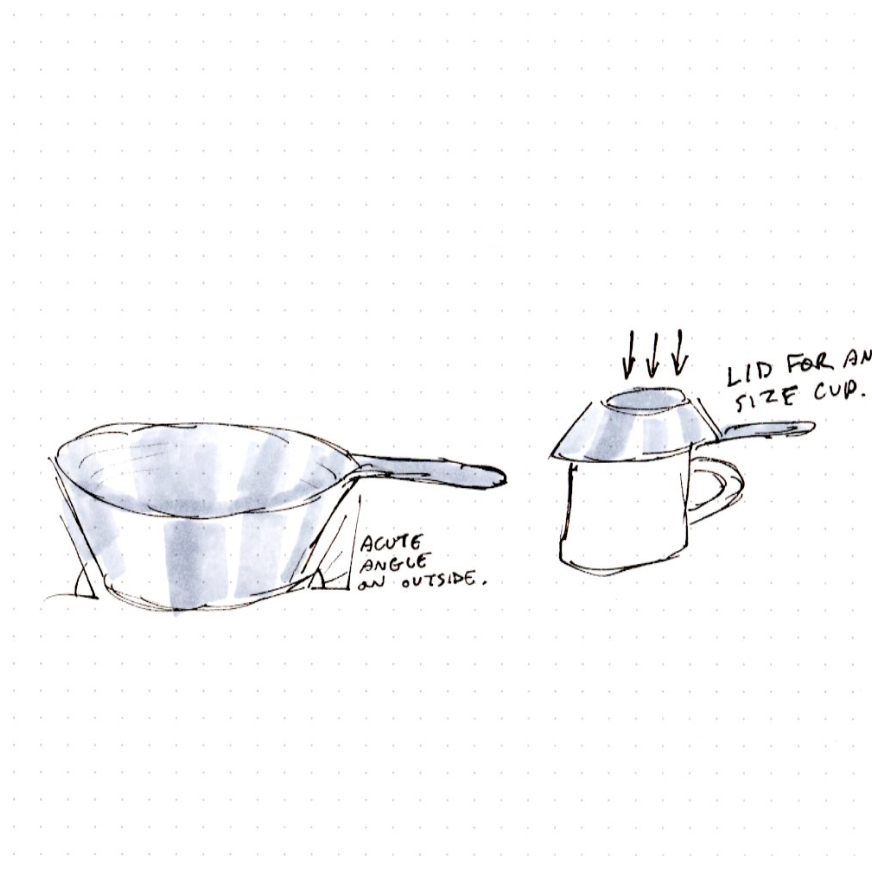 ACUTE
ANGLE
ON OUTSIDE.
LID FOR AN
SIZE CUP.